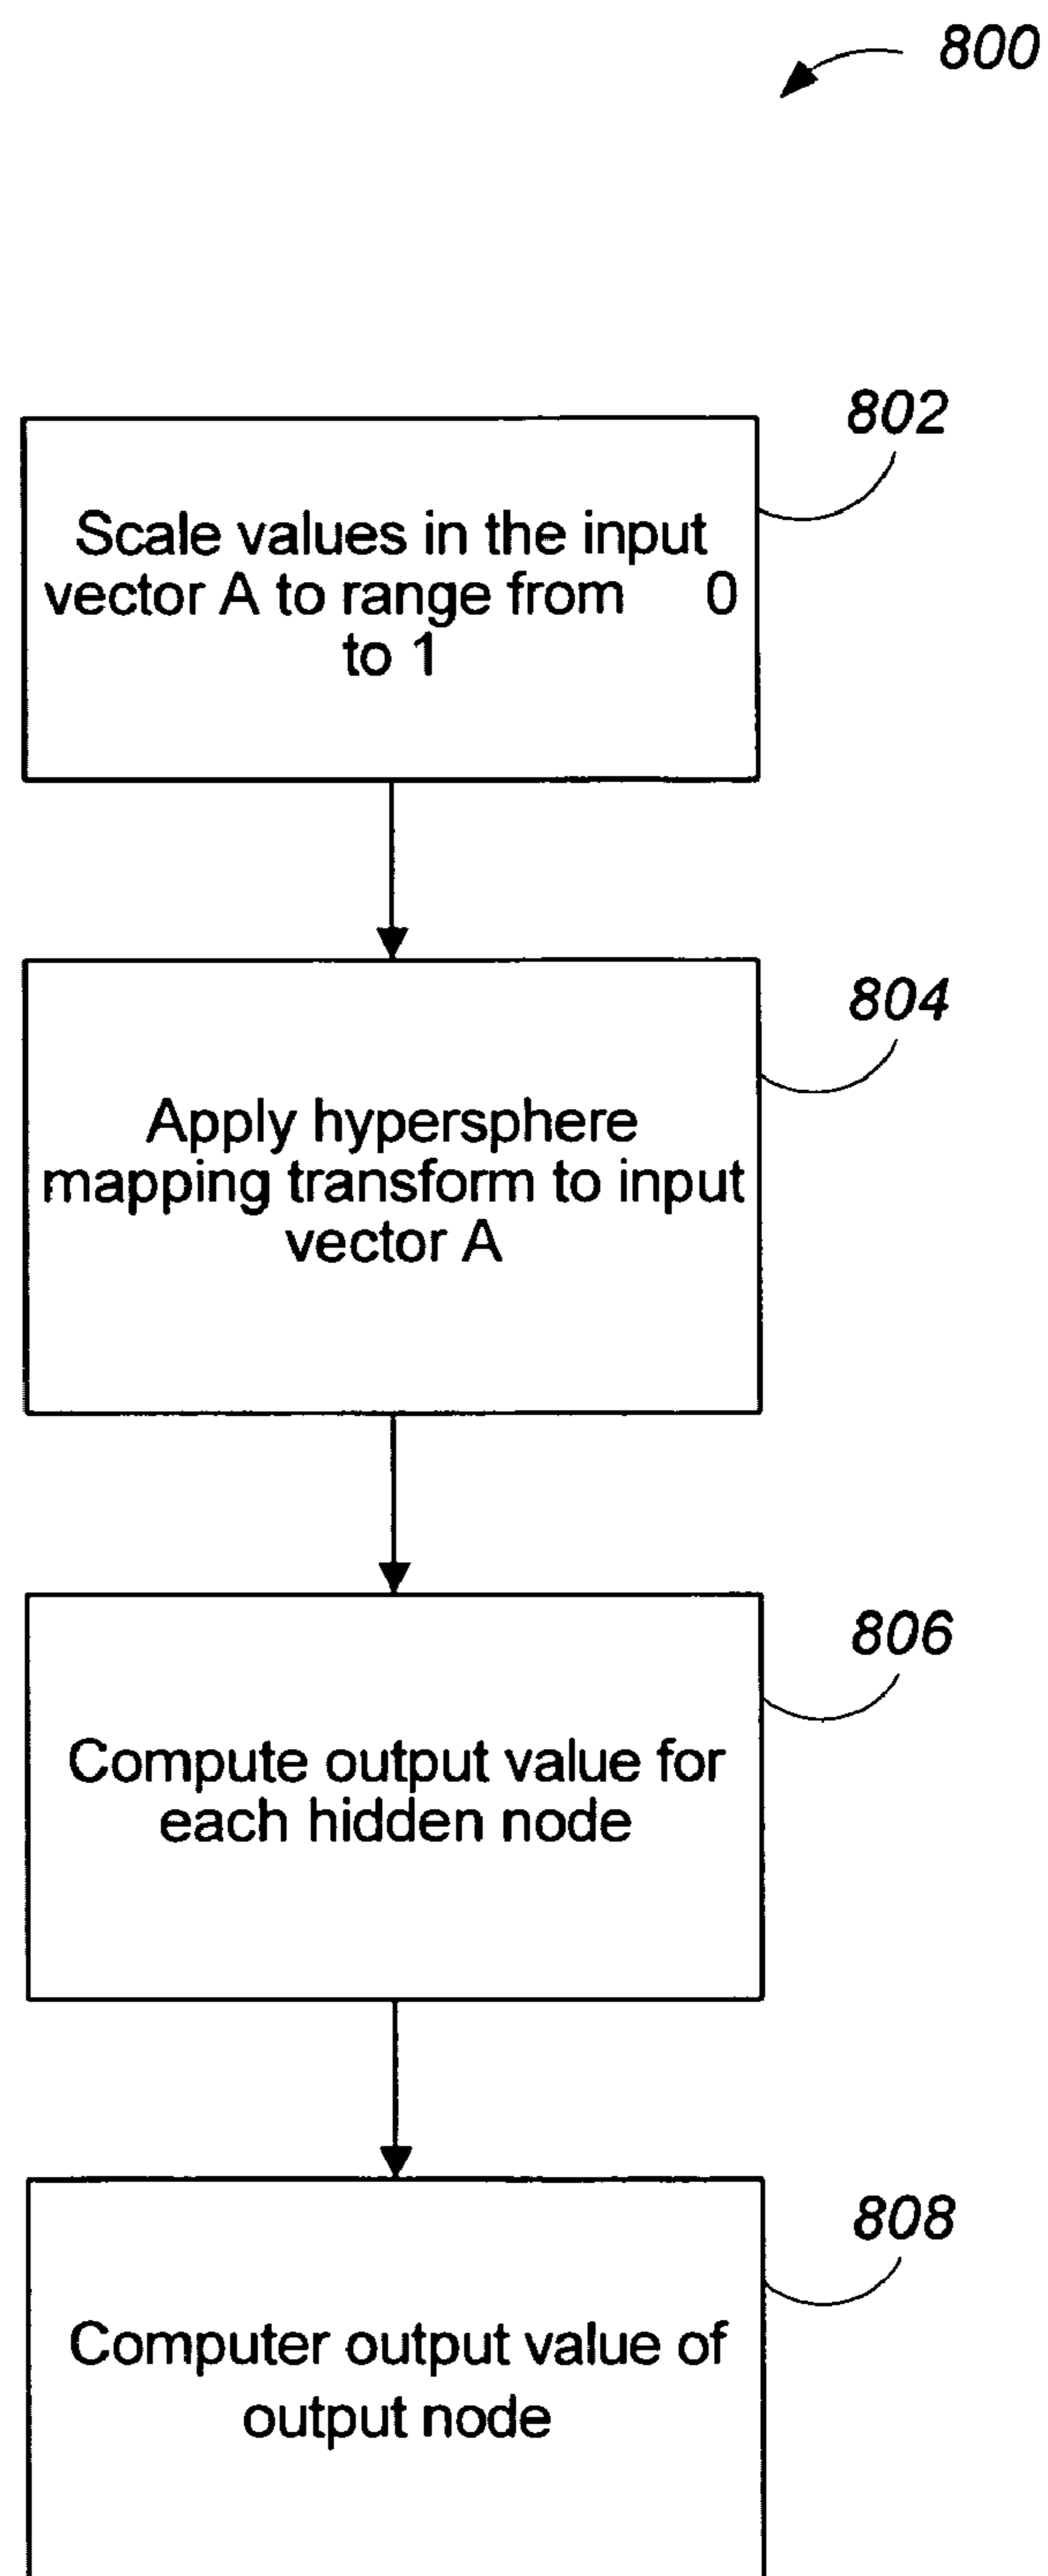 800
802
Scale values in the input
vector A to range from 0
to 1
804
Apply hypersphere
mapping transform to input
vector A
806
Compute output value for
each hidden node
808
Computer output value of
output node